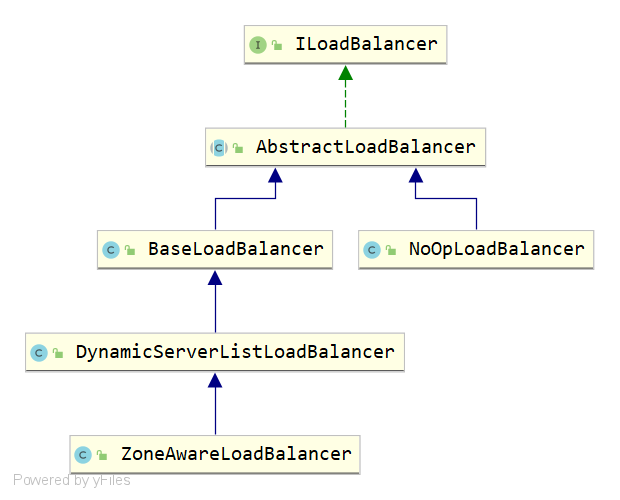 I ILoadBalancer
C AbstractLoadBalancer
C BaseLoadBalancer
C NoOpLoadBalancer
C DynamicServerListLoadBalancer
C ZoneAwareLoadBalancer
Powered by yFiles